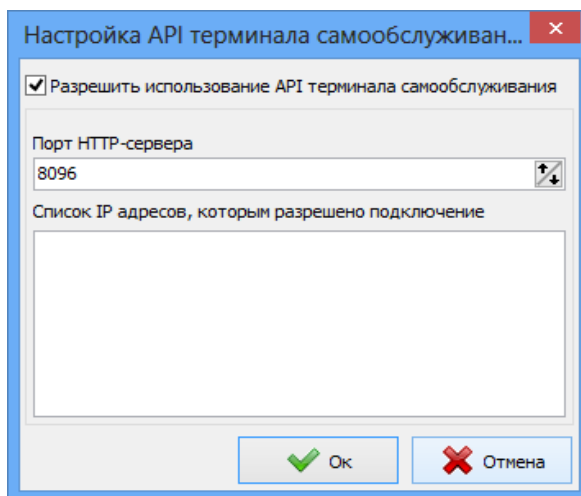 Настройка API терминала самообслуживан...
Разрешить использование API терминала самообслуживания
Порт HTTP-сервера
8096
Список IP адресов, которым разрешено подключение
Ок
Отмена